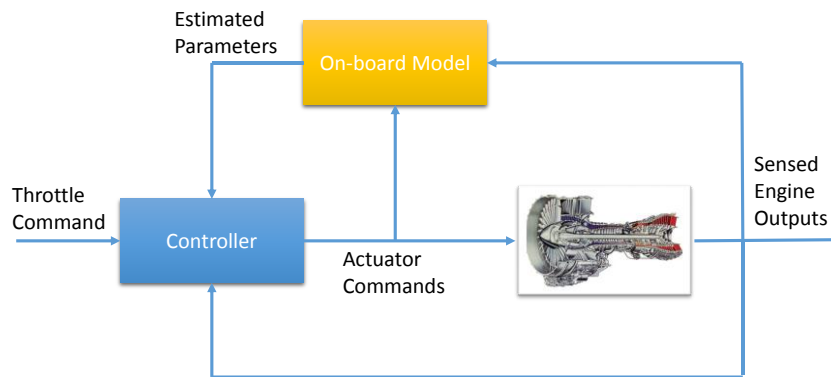 Estimated
Parameters
On-board Model
Throttle
Command
Controller
Actuator
Commands
Sensed
Engine
Outputs